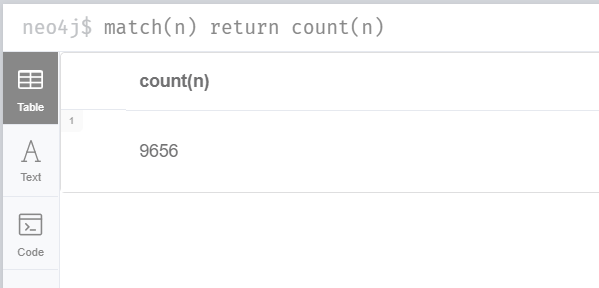 neo4j$ match(n) return count(n)
Table
count(n)
1
9656
Text
Code